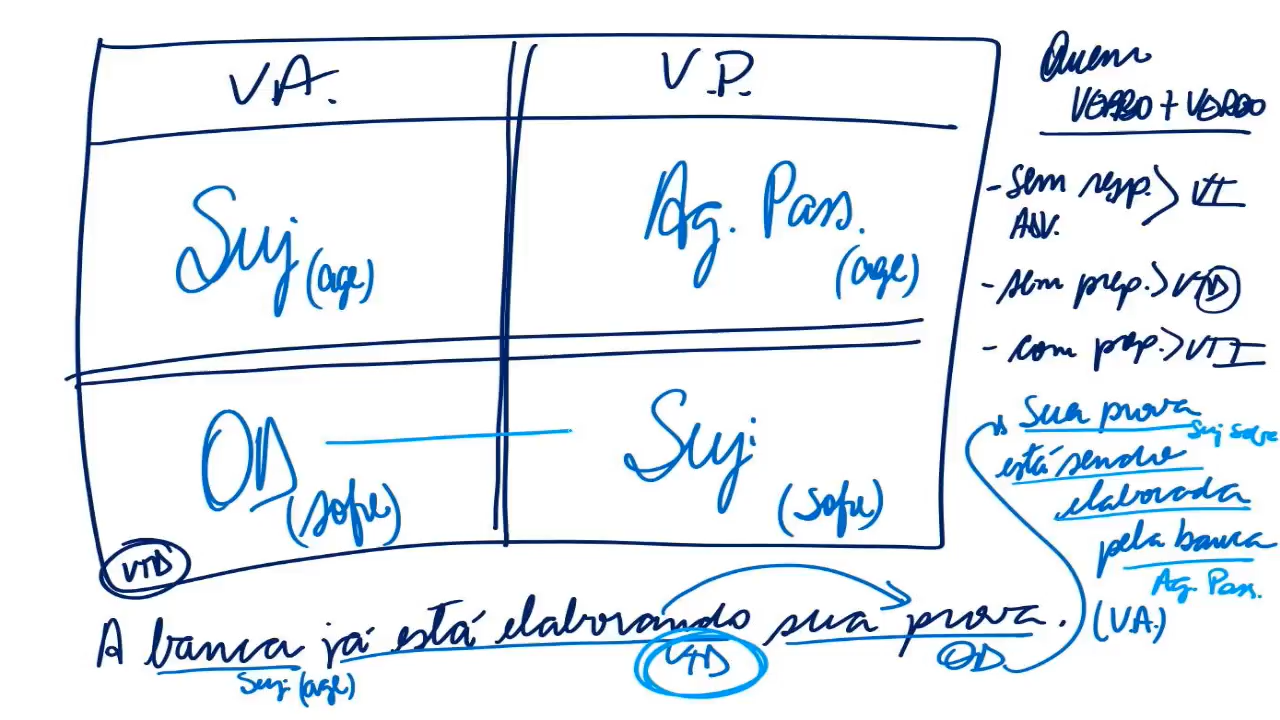 V.A.
V.P.
Suj (age)
Ag. Pass.
(age)
OD (sofre)
Suj
(sofre)
VTD
A banca já está elaborando sua prova. (V.A.)
Suj (age)
VTD
OD
Quem
VERBO + VERBO
- sem resp. > VI
ADV.
- sem prep. > VTD
- com prep. > VTI
Sua prova
Suj sofre
está sendo
elaborada
pela banca
Ag. Pass.